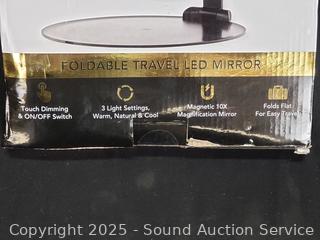 FOLDABLE TRAVEL LED MIRROR
Touch Dimming
& ON/OFF Switch
3 Light Settings,
Warm, Natural & Cool
Magnetic 10X
Magnification Mirror
Folds Flat
For Easy Travel
Copyright 2025 - Sound Auction Service